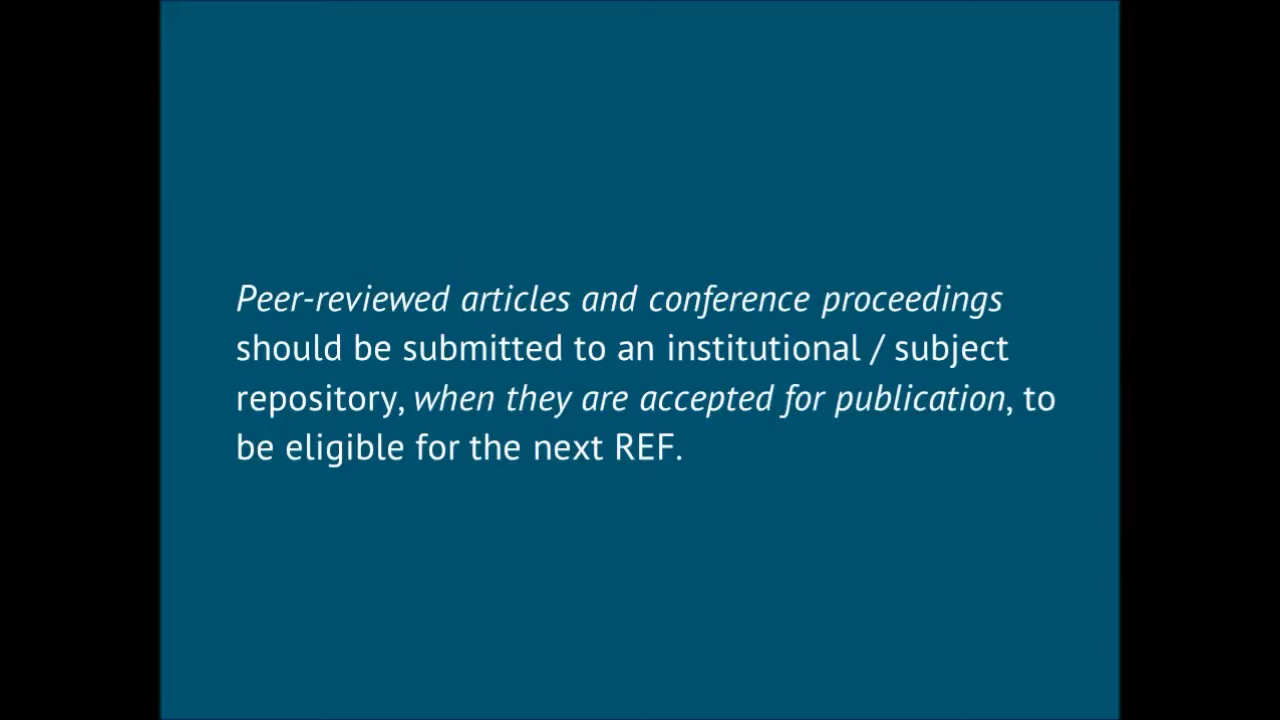 Peer-reviewed articles and conference proceedings
should be submitted to an institutional / subject
repository, when they are accepted for publication, to
be eligible for the next REF.